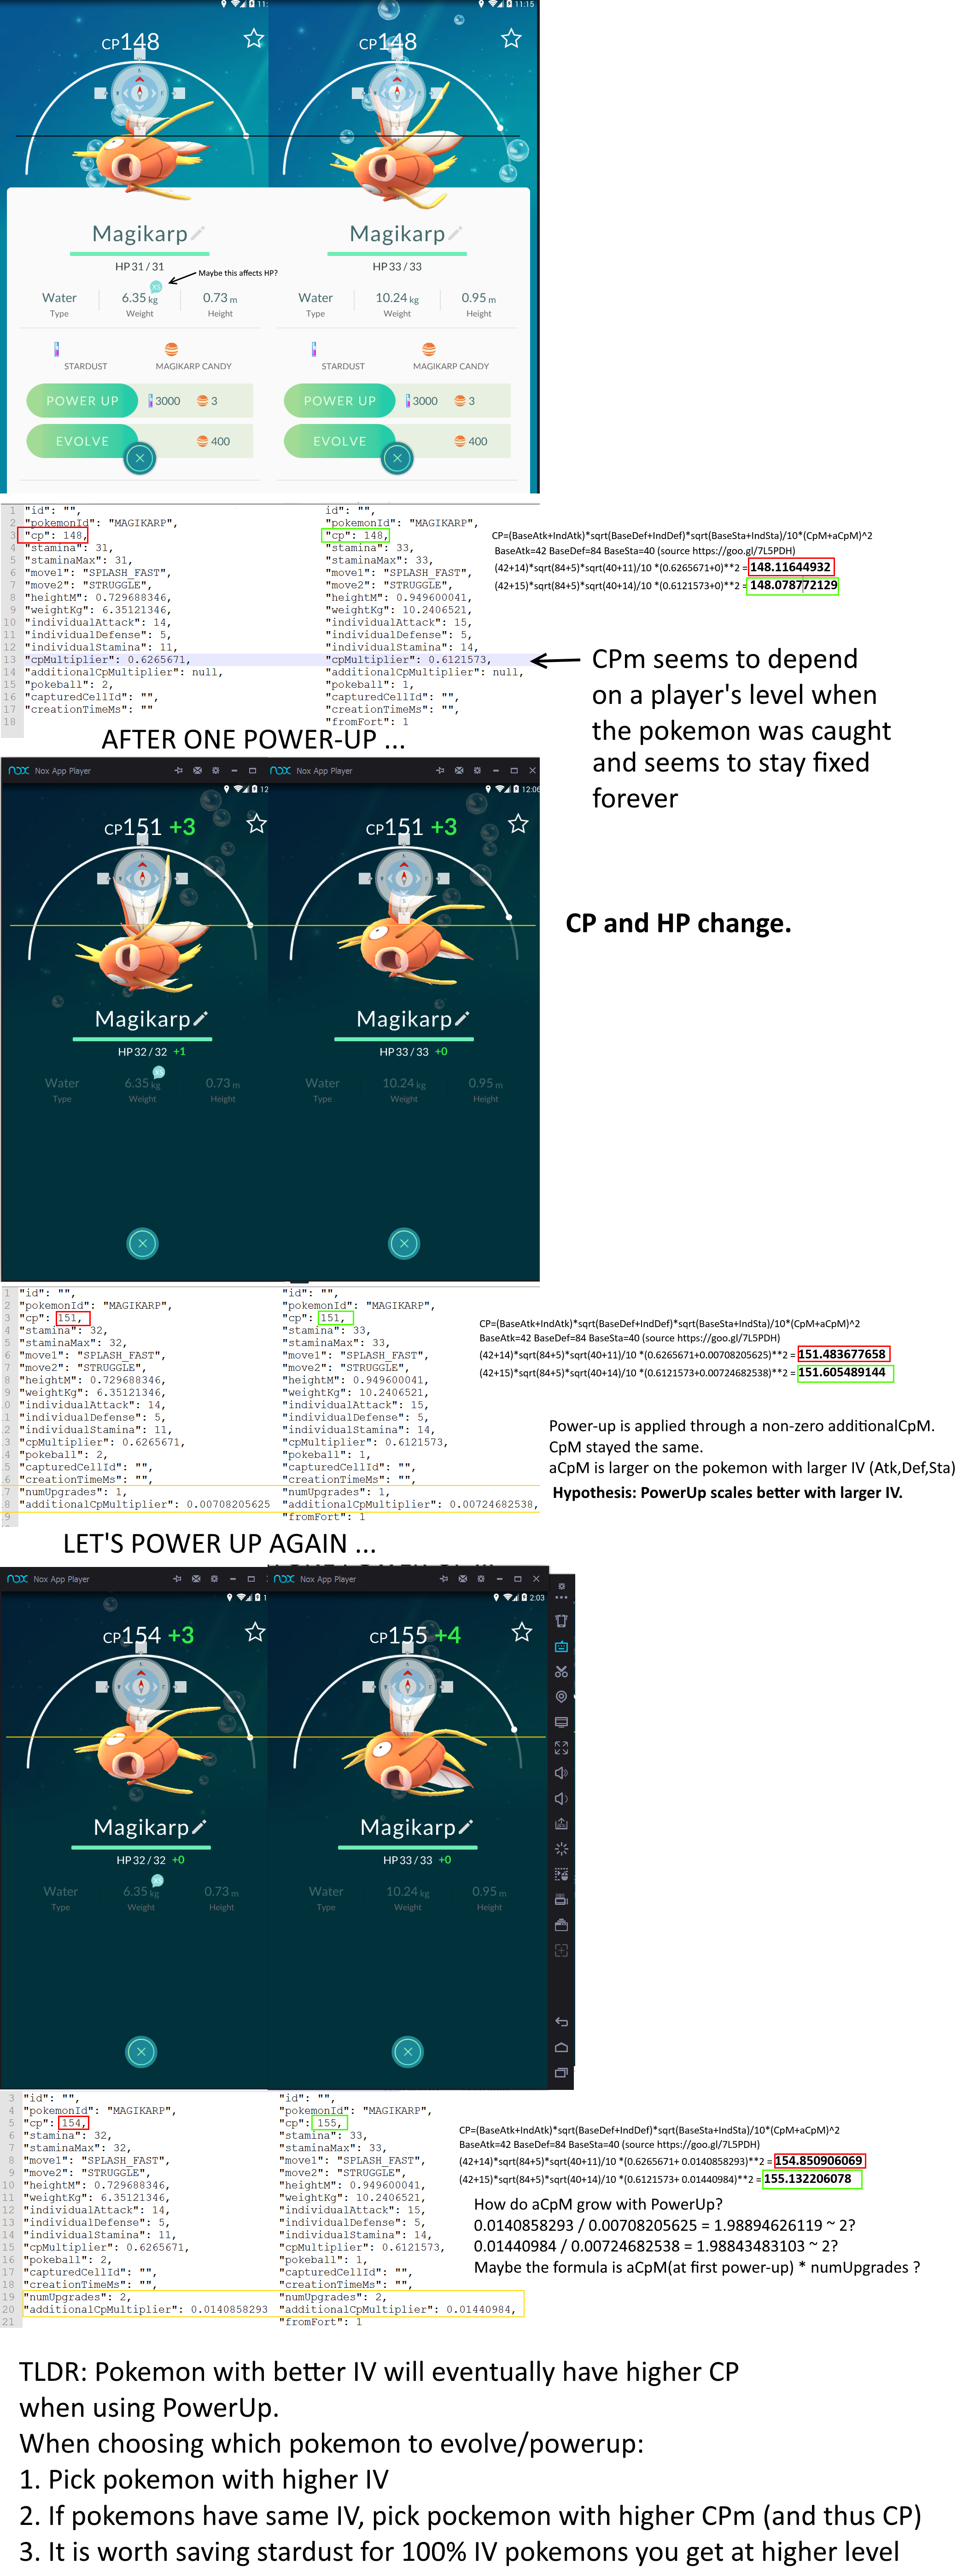 11:
11:15
CP148
CP148
Magikarp
Magikarp
HP 31 / 31
HP 33 / 33
Maybe this affects HP?
XS
Water
6.35 kg
0.73 m
Water
10.24 kg
0.95 m
Type
Weight
Height
Type
Weight
Height
STARDUST
MAGIKARP CANDY
STARDUST
MAGIKARP CANDY
POWER UP
3000
3
POWER UP
3000
3
EVOLVE
400
EVOLVE
400
1 "id": "",
2 "pokemonId": "MAGIKARP",
3 "cp": 148,
4 "stamina": 31,
5 "staminaMax": 31,
6 "move1": "SPLASH_FAST",
7 "move2": "STRUGGLE",
8 "heightM": 0.729688346,
9 "weightKg": 6.35121346,
10 "individualAttack": 14,
11 "individualDefense": 5,
12 "individualStamina": 11,
13 "cpMultiplier": 0.6265671,
14 "additionalCpMultiplier": null,
15 "pokeball": 2,
16 "capturedCellId": "",
17 "creationTimeMs": ""
18
id": "",
"pokemonId": "MAGIKARP",
"cp": 148,
"stamina": 33,
"staminaMax": 33,
"move1": "SPLASH_FAST",
"move2": "STRUGGLE",
"heightM": 0.949600041,
"weightKg": 10.2406521,
"individualAttack": 15,
"individualDefense": 5,
"individualStamina": 14,
"cpMultiplier": 0.6121573,
"additionalCpMultiplier": null,
"pokeball": 1,
"capturedCellId": "",
"creationTimeMs": "",
"fromFort": 1
CP=(BaseAtk+IndAtk)*sqrt(BaseDef+IndDef)*sqrt(BaseSta+IndSta)/10*(CpM+aCpM)^2
BaseAtk=42 BaseDef=84 BaseSta=40 (source https://goo.gl/7L5PDH)
(42+14)*sqrt(84+5)*sqrt(40+11)/10 *(0.6265671+0)**2 = 148.11644932
(42+15)*sqrt(84+5)*sqrt(40+14)/10 *(0.6121573+0)**2 = 148.078772129
CPm seems to depend
on a player's level when
the pokemon was caught
and seems to stay fixed
forever
AFTER ONE POWER-UP ...
nox Nox App Player
nox Nox App Player
12
12:06
CP151 +3
CP151 +3
CP and HP change.
Magikarp
Magikarp
HP 32 / 32 +1
HP 33 / 33 +0
XS
Water
6.35 kg
0.73 m
Water
10.24 kg
0.95 m
Type
Weight
Height
Type
Weight
Height
1 "id": "",
2 "pokemonId": "MAGIKARP",
3 "cp": 151,
4 "stamina": 32,
5 "staminaMax": 32,
6 "move1": "SPLASH_FAST",
7 "move2": "STRUGGLE",
8 "heightM": 0.729688346,
9 "weightKg": 6.35121346,
0 "individualAttack": 14,
1 "individualDefense": 5,
2 "individualStamina": 11,
3 "cpMultiplier": 0.6265671,
4 "pokeball": 2,
5 "capturedCellId": "",
6 "creationTimeMs": "",
7 "numUpgrades": 1,
8 "additionalCpMultiplier": 0.00708205625
9
"id": "",
"pokemonId": "MAGIKARP",
"cp": 151,
"stamina": 33,
"staminaMax": 33,
"move1": "SPLASH_FAST",
"move2": "STRUGGLE",
"heightM": 0.949600041,
"weightKg": 10.2406521,
"individualAttack": 15,
"individualDefense": 5,
"individualStamina": 14,
"cpMultiplier": 0.6121573,
"pokeball": 1,
"capturedCellId": "",
"creationTimeMs": "",
"numUpgrades": 1,
"additionalCpMultiplier": 0.00724682538,
"fromFort": 1
CP=(BaseAtk+IndAtk)*sqrt(BaseDef+IndDef)*sqrt(BaseSta+IndSta)/10*(CpM+aCpM)^2
BaseAtk=42 BaseDef=84 BaseSta=40 (source https://goo.gl/7L5PDH)
(42+14)*sqrt(84+5)*sqrt(40+11)/10 *(0.6265671+0.00708205625)**2 = 151.483677658
(42+15)*sqrt(84+5)*sqrt(40+14)/10 *(0.6121573+0.00724682538)**2 = 151.605489144
Power-up is applied through a non-zero additionalCpM.
CpM stayed the same.
aCpM is larger on the pokemon with larger IV (Atk,Def,Sta)
Hypothesis: PowerUp scales better with larger IV.
LET'S POWER UP AGAIN ...
nox Nox App Player
nox Nox App Player
1
2:03
CP154 +3
CP155 +4
Magikarp
Magikarp
HP 32 / 32 +0
HP 33 / 33 +0
XS
Water
6.35 kg
0.73 m
Water
10.24 kg
0.95 m
Type
Weight
Height
Type
Weight
Height
3 "id": "",
4 "pokemonId": "MAGIKARP",
5 "cp": 154,
6 "stamina": 32,
7 "staminaMax": 32,
8 "move1": "SPLASH_FAST",
9 "move2": "STRUGGLE",
10 "heightM": 0.729688346,
11 "weightKg": 6.35121346,
12 "individualAttack": 14,
13 "individualDefense": 5,
14 "individualStamina": 11,
15 "cpMultiplier": 0.6265671,
16 "pokeball": 2,
17 "capturedCellId": "",
18 "creationTimeMs": "",
19 "numUpgrades": 2,
20 "additionalCpMultiplier": 0.0140858293
21
"id": "",
"pokemonId": "MAGIKARP",
"cp": 155,
"stamina": 33,
"staminaMax": 33,
"move1": "SPLASH_FAST",
"move2": "STRUGGLE",
"heightM": 0.949600041,
"weightKg": 10.2406521,
"individualAttack": 15,
"individualDefense": 5,
"individualStamina": 14,
"cpMultiplier": 0.6121573,
"pokeball": 1,
"capturedCellId": "",
"creationTimeMs": "",
"numUpgrades": 2,
"additionalCpMultiplier": 0.01440984,
"fromFort": 1
CP=(BaseAtk+IndAtk)*sqrt(BaseDef+IndDef)*sqrt(BaseSta+IndSta)/10*(CpM+aCpM)^2
BaseAtk=42 BaseDef=84 BaseSta=40 (source https://goo.gl/7L5PDH)
(42+14)*sqrt(84+5)*sqrt(40+11)/10 *(0.6265671+ 0.0140858293)**2 = 154.850906069
(42+15)*sqrt(84+5)*sqrt(40+14)/10 *(0.6121573+ 0.01440984)**2 = 155.132206078
How do aCpM grow with PowerUp?
0.0140858293 / 0.00708205625 = 1.98894626119 ~ 2?
0.01440984 / 0.00724682538 = 1.98843483103 ~ 2?
Maybe the formula is aCpM(at first power-up) * numUpgrades ?
TLDR: Pokemon with better IV will eventually have higher CP
when using PowerUp.
When choosing which pokemon to evolve/powerup:
1. Pick pokemon with higher IV
2. If pokemons have same IV, pick pockemon with higher CPm (and thus CP)
3. It is worth saving stardust for 100% IV pokemons you get at higher level